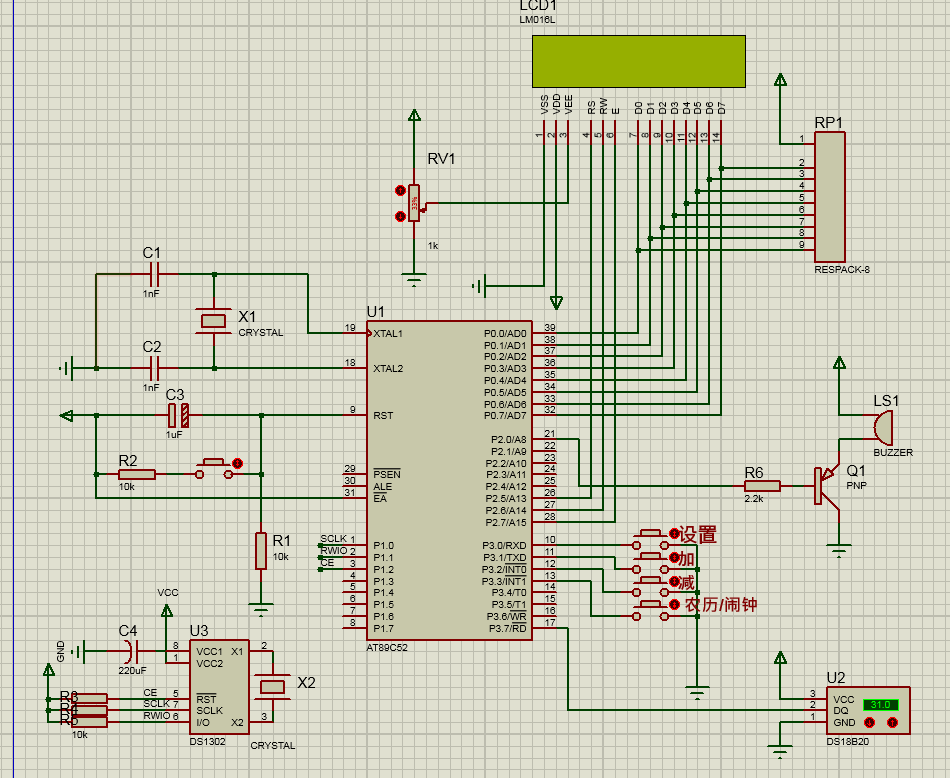 LCD1
LM016L
VSS VDD VEE RS RW E D0 D1 D2 D3 D4 D5 D6 D7
1 2 3 4 5 6 7 8 9 10 11 12 13 14
RP1
1
2
3
4
5
6
7
8
9
RESPACK-8
RV1
33%
1k
C1
1nF
X1
CRYSTAL
C2
1nF
C3
1uF
R2
10k
R1
10k
U1
19 XTAL1
18 XTAL2
9 RST
29 PSEN
30 ALE
31 EA
SCLK 1 P1.0
RWIO 2 P1.1
CE 3 P1.2
4 P1.3
5 P1.4
6 P1.5
7 P1.6
8 P1.7
P0.0/AD0 39
P0.1/AD1 38
P0.2/AD2 37
P0.3/AD3 36
P0.4/AD4 35
P0.5/AD5 34
P0.6/AD6 33
P0.7/AD7 32
P2.0/A8 21
P2.1/A9 22
P2.2/A10 23
P2.3/A11 24
P2.4/A12 25
P2.5/A13 26
P2.6/A14 27
P2.7/A15 28
P3.0/RXD 10
P3.1/TXD 11
P3.2/INT0 12
P3.3/INT1 13
P3.4/T0 14
P3.5/T1 15
P3.6/WR 16
P3.7/RD 17
AT89C52
LS1
BUZZER
R6
2.2k
Q1
PNP
设置
加
减
农历/闹钟
VCC
GND
C4
220uF
U3
8 VCC1 X1 2
1 VCC2
CE 5 RST
SCLK 7 SCLK
RWIO 6 I/O X2 3
DS1302
X2
CRYSTAL
R3
10k
U2
3 VCC
2 DQ
1 GND
31.0
DS18B20